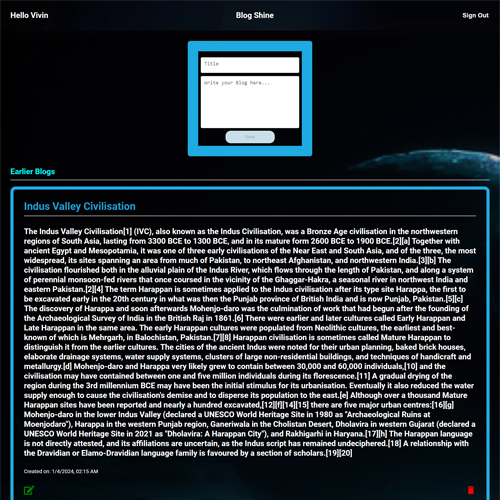 Hello Vivin
Blog Shine
Sign Out
Title
Write your Blog here...
Earlier Blogs
Indus Valley Civilisation
The Indus Valley Civilisation[1] (IVC), also known as the Indus Civilisation, was a Bronze Age civilisation in the northwestern
regions of South Asia, lasting from 3300 BCE to 1300 BCE, and in its mature form 2600 BCE to 1900 BCE.[2][a] Together with
ancient Egypt and Mesopotamia, it was one of three early civilisations of the Near East and South Asia, and of the three, the most
widespread, its sites spanning an area from much of Pakistan, to northeast Afghanistan, and northwestern India.[3][b] The
civilisation flourished both in the alluvial plain of the Indus River, which flows through the length of Pakistan, and along a system
of perennial monsoon-fed rivers that once coursed in the vicinity of the Ghaggar-Hakra, a seasonal river in northwest India and
eastern Pakistan.[2][4] The term Harappan is sometimes applied to the Indus civilisation after its type site Harappa, the first to
be excavated early in the 20th century in what was then the Punjab province of British India and is now Punjab, Pakistan.[5][c]
The discovery of Harappa and soon afterwards Mohenjo-daro was the culmination of work that had begun after the founding of
the Archaeological Survey of India in the British Raj in 1861.[6] There were earlier and later cultures called Early Harappan and
Late Harappan in the same area. The early Harappan cultures were populated from Neolithic cultures, the earliest and best-
known of which is Mehrgarh, in Balochistan, Pakistan.[7][8] Harappan civilisation is sometimes called Mature Harappan to
distinguish it from the earlier cultures. The cities of the ancient Indus were noted for their urban planning, baked brick houses,
elaborate drainage systems, water supply systems, clusters of large non-residential buildings, and techniques of handicraft and
metallurgy.[d] Mohenjo-daro and Harappa very likely grew to contain between 30,000 and 60,000 individuals,[10] and the
civilisation may have contained between one and five million individuals during its florescence.[11] A gradual drying of the
region during the 3rd millennium BCE may have been the initial stimulus for its urbanisation. Eventually it also reduced the water
supply enough to cause the civilisation's demise and to disperse its population to the east.[e] Although over a thousand Mature
Harappan sites have been reported and nearly a hundred excavated,[12][f][14][15] there are five major urban centres:[16][g]
Mohenjo-daro in the lower Indus Valley (declared a UNESCO World Heritage Site in 1980 as "Archaeological Ruins at
Moenjodaro"), Harappa in the western Punjab region, Ganeriwala in the Cholistan Desert, Dholavira in western Gujarat (declared a
UNESCO World Heritage Site in 2021 as "Dholavira: A Harappan City"), and Rakhigarhi in Haryana.[17][h] The Harappan language
is not directly attested, and its affiliations are uncertain, as the Indus script has remained undeciphered.[18] A relationship with
the Dravidian or Elamo-Dravidian language family is favoured by a section of scholars.[19][20]
Created on: 1/4/2024, 02:15 AM